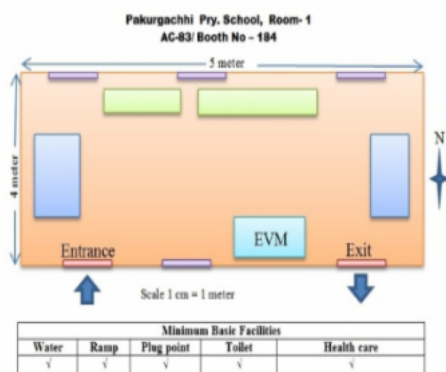 Pakurgachhi Pry. School, Room- 1
AC-83/ Booth No – 184
5 meter
4 meter
N
Entrance
EVM
Exit
Scale 1 cm = 1 meter
Minimum Basic Facilities
Water Ramp Plug point Toilet Health care
√ √ √ √ √